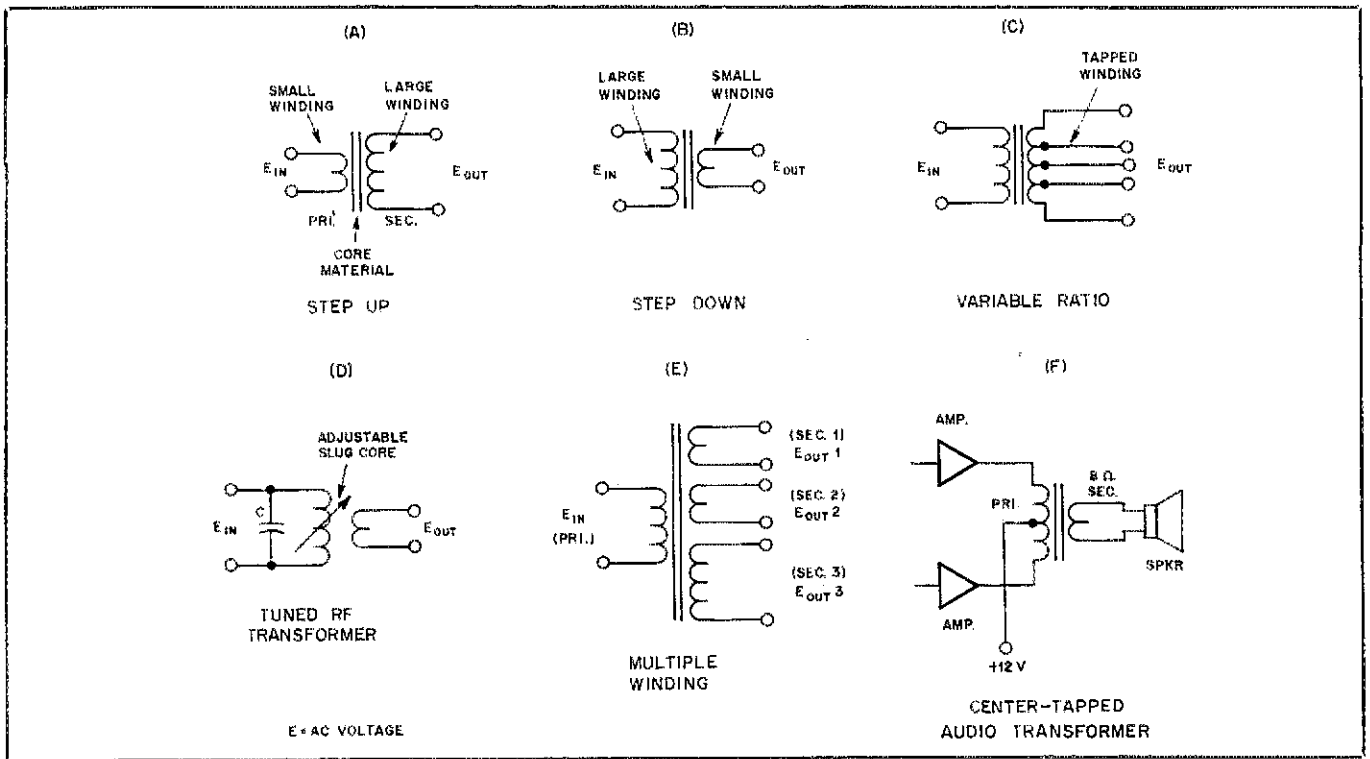 (A)
SMALL
WINDING
LARGE
WINDING
E IN
E OUT
PRI.
SEC.
CORE
MATERIAL
STEP UP
(B)
LARGE
WINDING
SMALL
WINDING
E IN
E OUT
STEP DOWN
(C)
TAPPED
WINDING
E IN
E OUT
VARIABLE RATIO
(D)
ADJUSTABLE
SLUG CORE
C
E IN
E OUT
TUNED RF
TRANSFORMER
E = AC VOLTAGE
(E)
E IN
(PRI.)
(SEC. 1)
E OUT 1
(SEC. 2)
E OUT 2
(SEC. 3)
E OUT 3
MULTIPLE
WINDING
(F)
AMP.
PRI.
8 Ω
SEC.
SPKR
AMP.
+12 V
CENTER-TAPPED
AUDIO TRANSFORMER